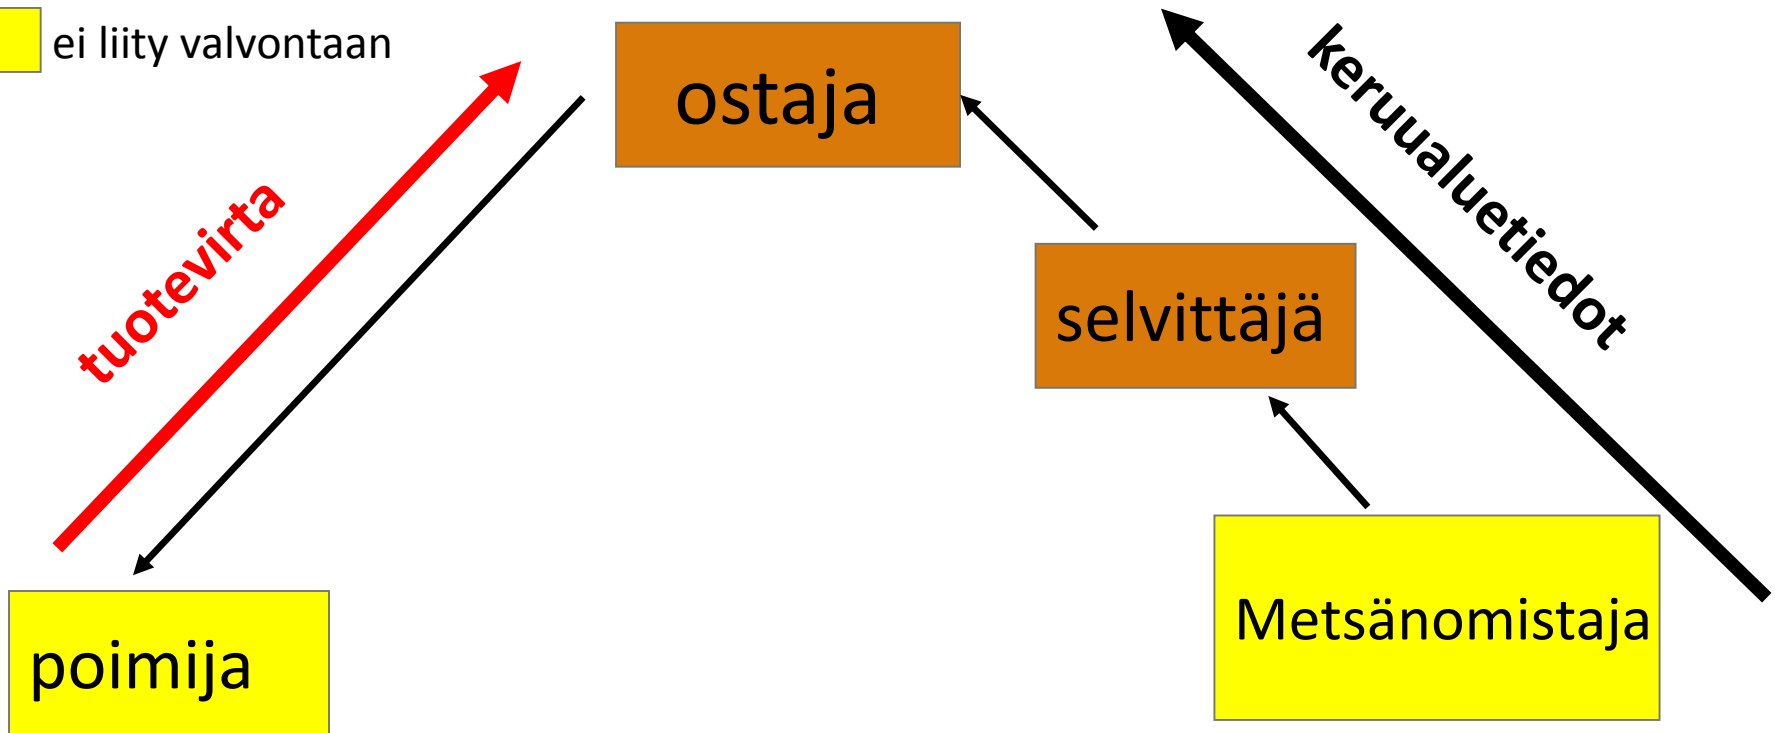 ei liity valvontaan
ostaja
keruualuetiedot
tuotevirta
selvittäjä
Metsänomistaja
poimija